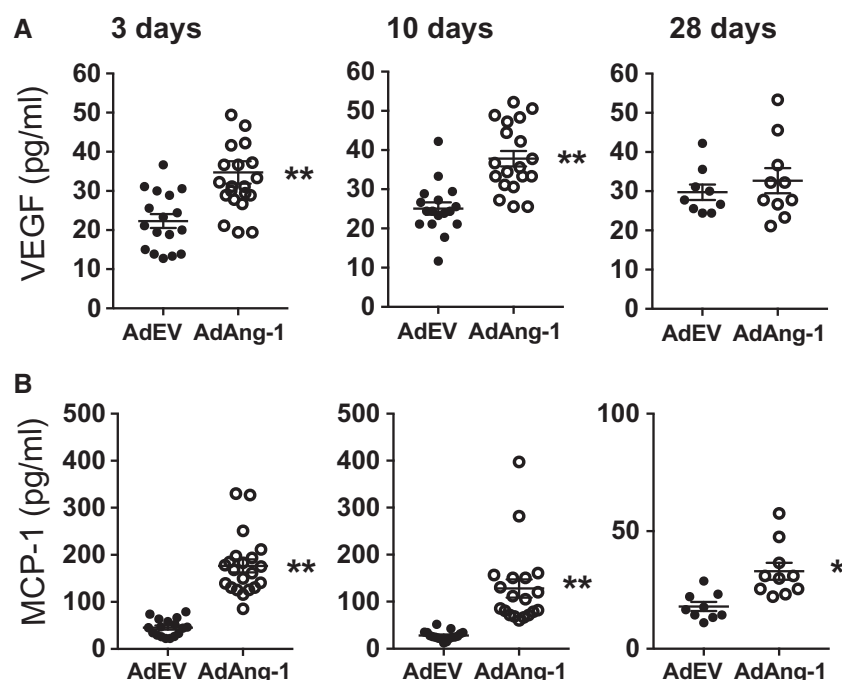 A 3 days 10 days 28 days
VEGF (pg/ml)
60 60 60
50 50 50
40 40 40
30 ** 30 ** 30
20 20 20
10 10 10
0 0 0
AdEV AdAng-1 AdEV AdAng-1 AdEV AdAng-1
B
MCP-1 (pg/ml)
500 500 100
400 400
300 300 50
200 ** 200 ** *
100 100
0 0 0
AdEV AdAng-1 AdEV AdAng-1 AdEV AdAng-1